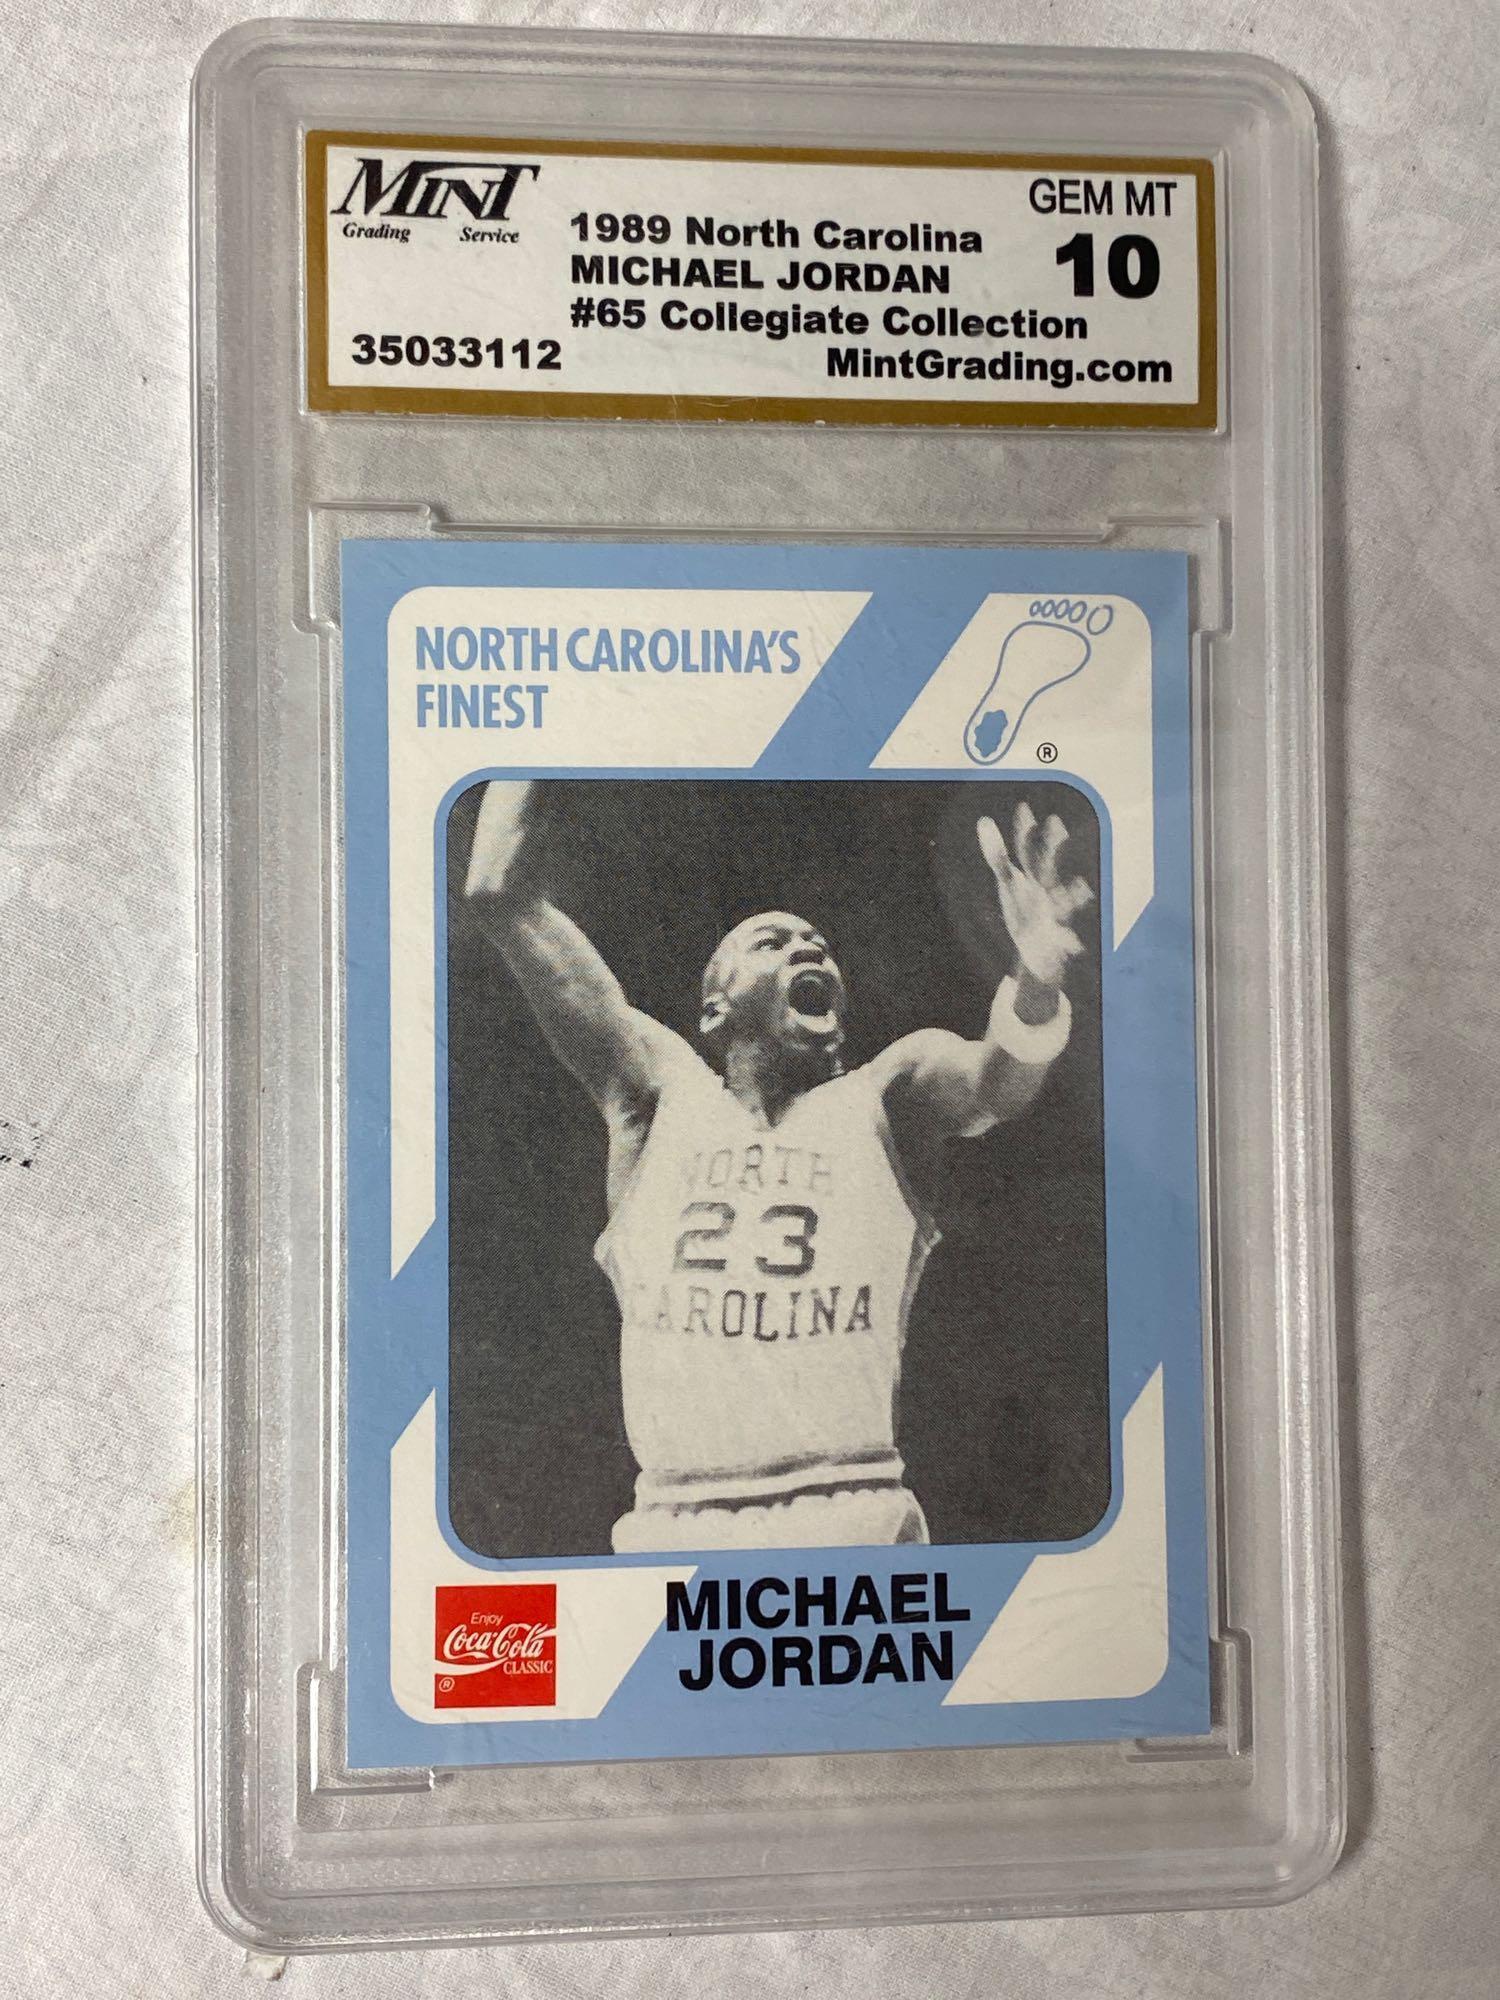 MINT
Grading Service
GEM MT
1989 North Carolina
10
MICHAEL JORDAN
#65 Collegiate Collection
35033112
MintGrading.com
NORTH CAROLINA'S
FINEST
®
NORTH
23
CAROLINA
Enjoy
Coca-Cola
CLASSIC
®
MICHAEL
JORDAN